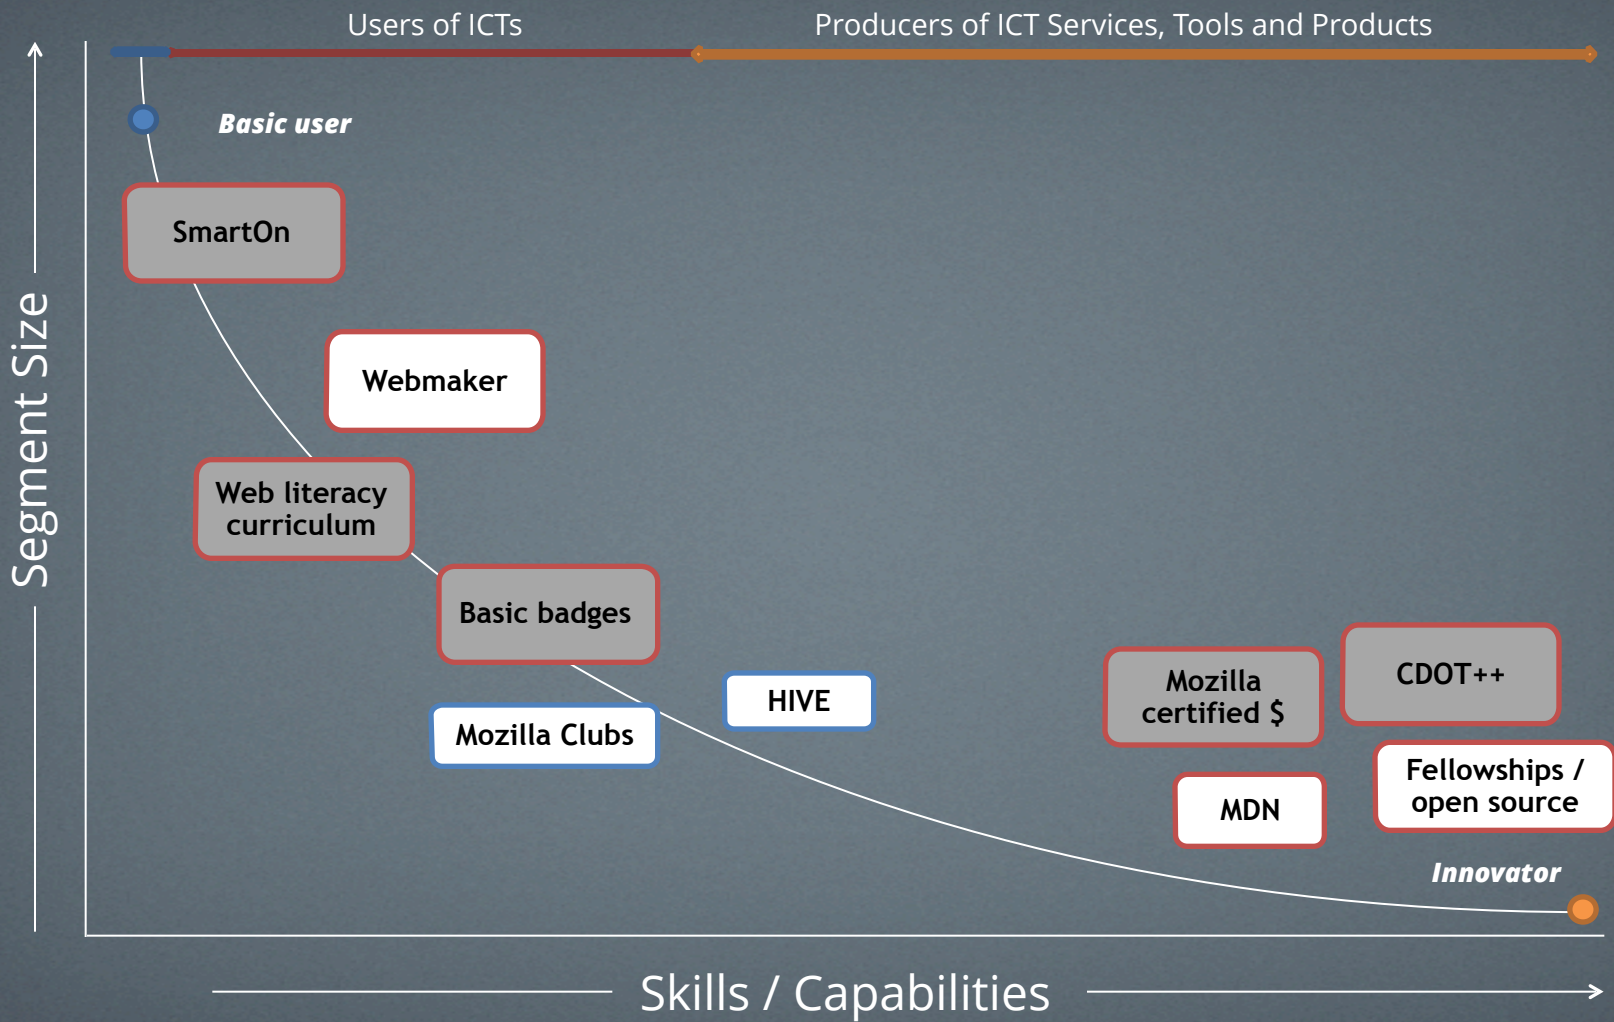 Users of ICTs
Producers of ICT Services, Tools and Products
Basic user
SmartOn
Webmaker
Web literacy
curriculum
Basic badges
Mozilla Clubs
HIVE
Mozilla
certified $
CDOT++
MDN
Fellowships /
open source
Innovator
Segment Size
Skills / Capabilities